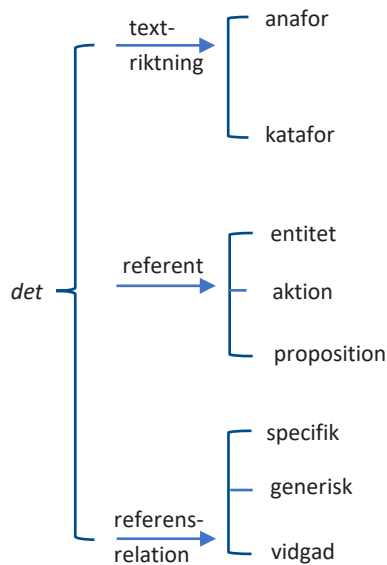 text-
riktning
anafor
katafor
det
referent
entitet
aktion
proposition
referens-
relation
specifik
generisk
vidgad